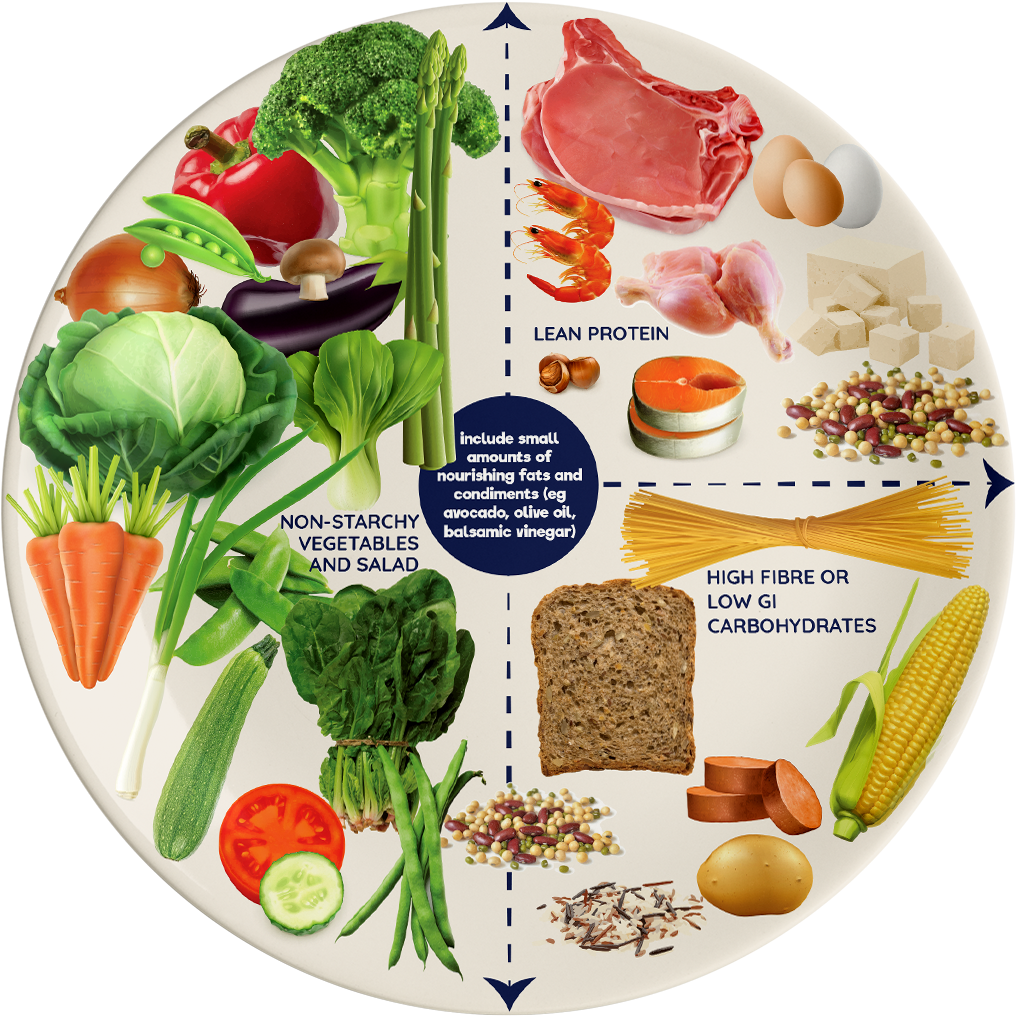 LEAN PROTEIN
include small
amounts of
nourishing fats and
condiments (eg
avocado, olive oil,
balsamic vinegar)
NON-STARCHY
VEGETABLES
AND SALAD
HIGH FIBRE OR
LOW GI
CARBOHYDRATES